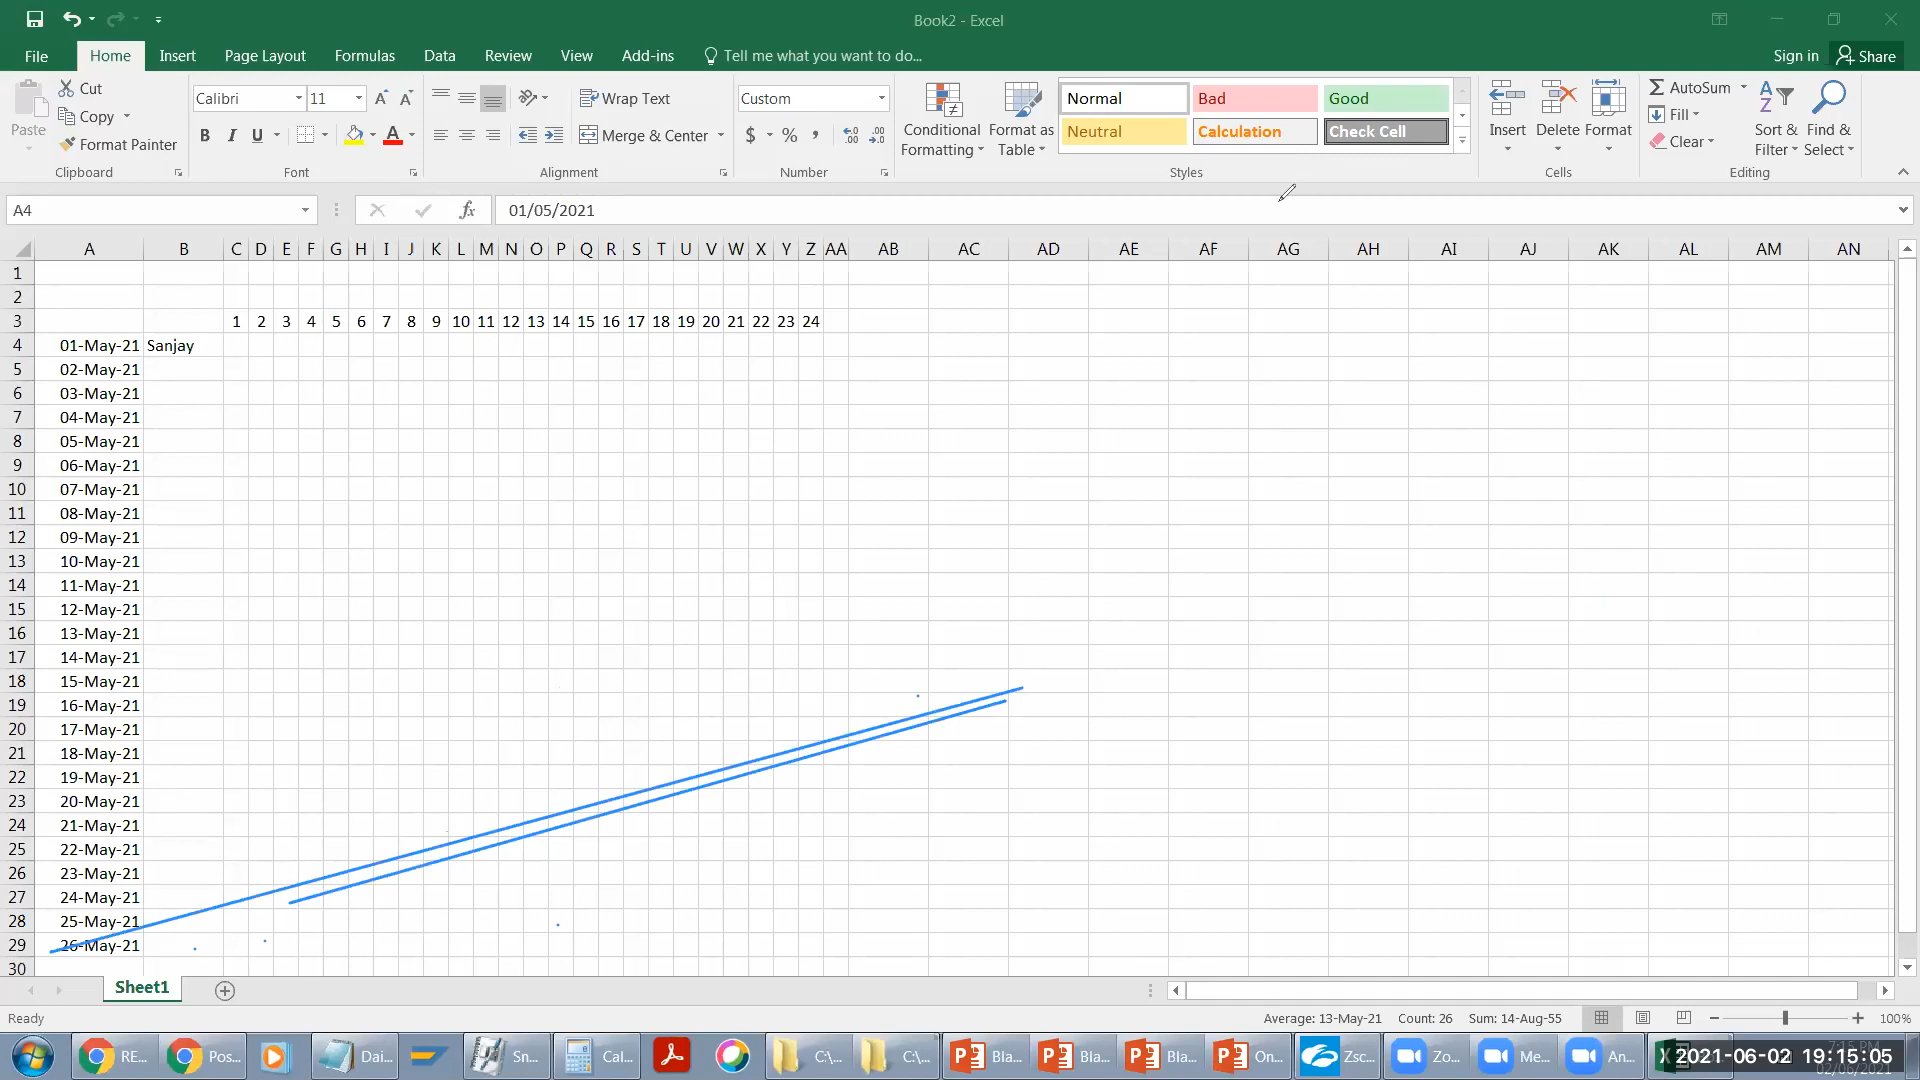 Book2 - Excel
File Home Insert Page Layout Formulas Data Review View Add-ins Tell me what you want to do... Sign in Share
Paste Cut Copy Format Painter Clipboard
Calibri 11 A A B I U A Font
Wrap Text Merge & Center Alignment
Custom $ % , Number
Conditional Formatting Format as Table
Normal Bad Good
Neutral Calculation Check Cell
Styles
Insert Delete Format Cells
AutoSum Fill Clear Sort & Filter Find & Select Editing
A4 fx 01/05/2021
A B C D E F G H I J K L M N O P Q R S T U V W X Y Z AA AB AC AD AE AF AG AH AI AJ AK AL AM AN
1
2
3 1 2 3 4 5 6 7 8 9 10 11 12 13 14 15 16 17 18 19 20 21 22 23 24
4 01-May-21 Sanjay
5 02-May-21
6 03-May-21
7 04-May-21
8 05-May-21
9 06-May-21
10 07-May-21
11 08-May-21
12 09-May-21
13 10-May-21
14 11-May-21
15 12-May-21
16 13-May-21
17 14-May-21
18 15-May-21
19 16-May-21
20 17-May-21
21 18-May-21
22 19-May-21
23 20-May-21
24 21-May-21
25 22-May-21
26 23-May-21
27 24-May-21
28 25-May-21
29 26-May-21
30
Sheet1
Ready Average: 13-May-21 Count: 26 Sum: 14-Aug-55 100%
RE... Pos... Dai... Sn... Cal... C:\... C:\... Bla... Bla... Bla... On... Zsc... Zo... Me... An... 2021-06-02 19:15:05